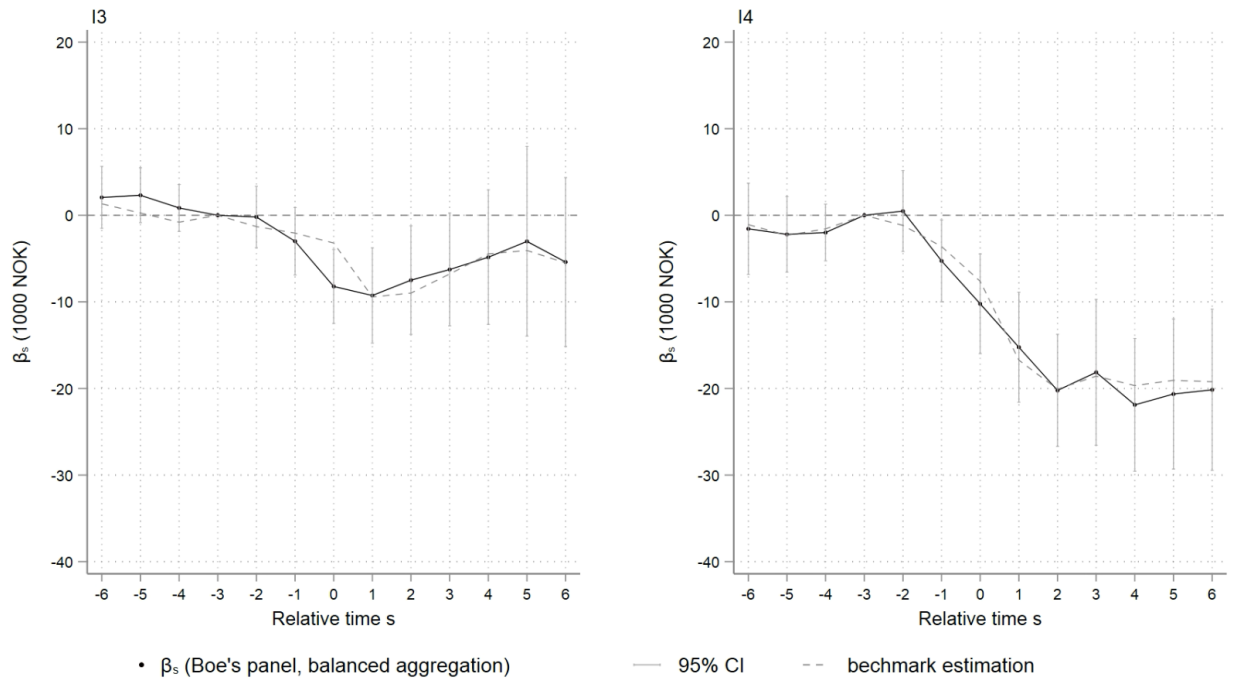 I3
20
10
0
-10
-20
-30
-40
βₛ (1000 NOK)
-6 -5 -4 -3 -2 -1 0 1 2 3 4 5 6
Relative time s
I4
20
10
0
-10
-20
-30
-40
βₛ (1000 NOK)
-6 -5 -4 -3 -2 -1 0 1 2 3 4 5 6
Relative time s
βₛ (Boe's panel, balanced aggregation) 95% CI bechmark estimation